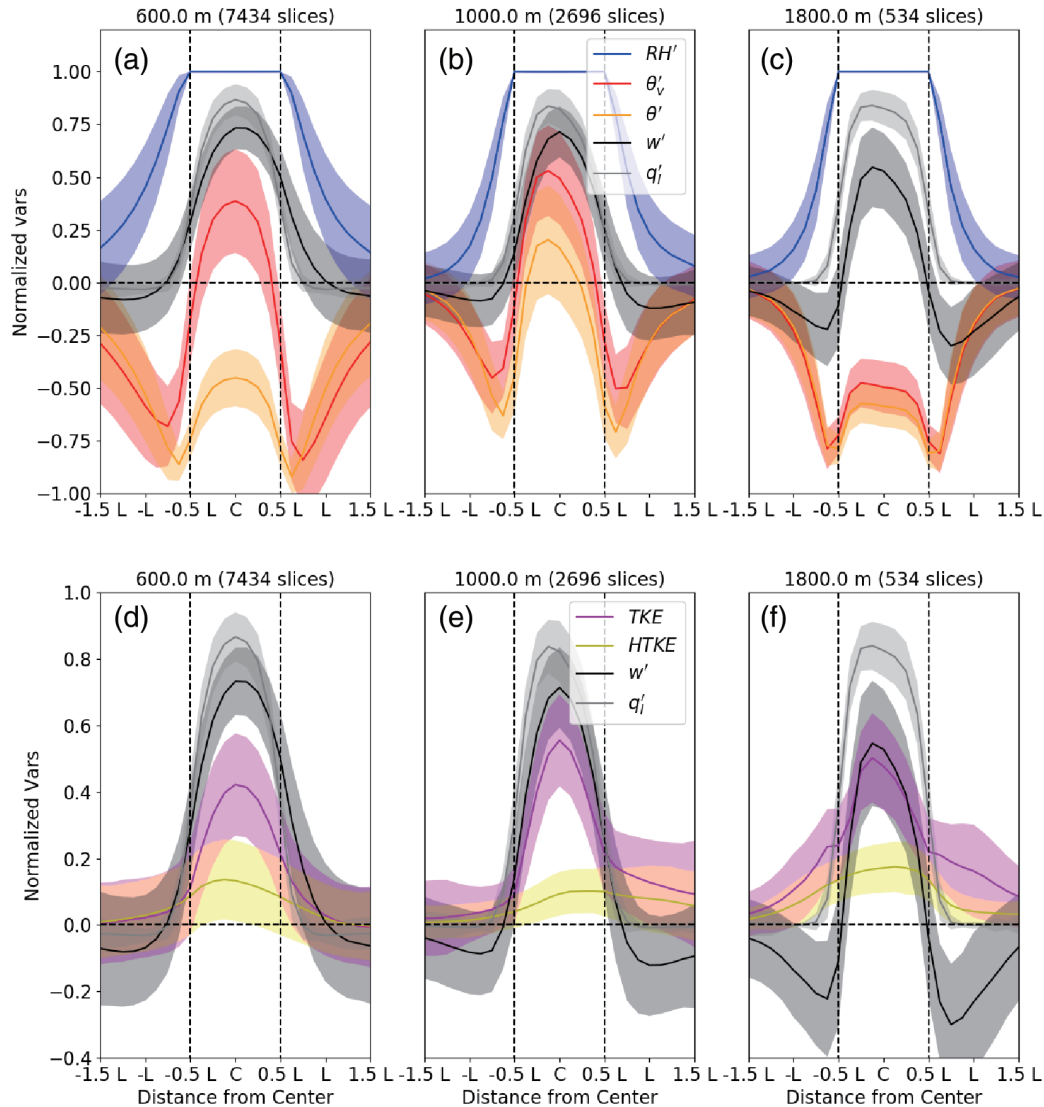 600.0 m (7434 slices) 1000.0 m (2696 slices) 1800.0 m (534 slices)
(a) (b) (c)
RH′
θ′v
θ′
w′
q′l
Normalized vars
1.00
0.75
0.50
0.25
0.00
−0.25
−0.50
−0.75
−1.00
-1.5 L -L -0.5 L C 0.5 L 1.5 L -1.5 L -L -0.5 L C 0.5 L 1.5 L -1.5 L -L -0.5 L C 0.5 L 1.5 L
600.0 m (7434 slices) 1000.0 m (2696 slices) 1800.0 m (534 slices)
(d) (e) (f)
TKE
HTKE
w′
q′l
Normalized Vars
1.0
0.8
0.6
0.4
0.2
0.0
−0.2
−0.4
-1.5 L -L -0.5 L C 0.5 L 1.5 L -1.5 L -L -0.5 L C 0.5 L 1.5 L -1.5 L -L -0.5 L C 0.5 L 1.5 L
Distance from Center Distance from Center Distance from Center